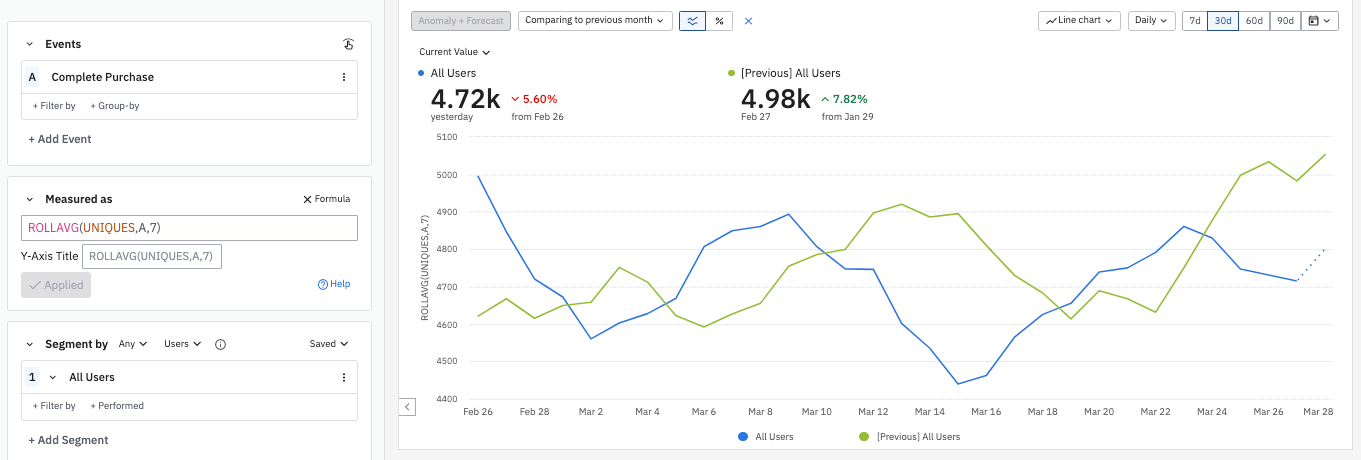 Events
A Complete Purchase
+ Filter by + Group-by
+ Add Event
Measured as Formula
ROLLAVG(UNIQUES,A,7)
Y-Axis Title ROLLAVG(UNIQUES,A,7)
Applied Help
Segment by Any Users Saved
1 All Users
+ Filter by + Performed
+ Add Segment
Anomaly + Forecast Comparing to previous month % Line chart Daily 7d 30d 60d 90d
Current Value
All Users
4.72k 5.60%
yesterday from Feb 26
[Previous] All Users
4.98k 7.82%
Feb 27 from Jan 29
ROLLAVG(UNIQUES,A,7)
5100
5000
4900
4800
4700
4600
4500
4400
Feb 26 Feb 28 Mar 2 Mar 4 Mar 6 Mar 8 Mar 10 Mar 12 Mar 14 Mar 16 Mar 18 Mar 20 Mar 22 Mar 24 Mar 26 Mar 28
All Users [Previous] All Users